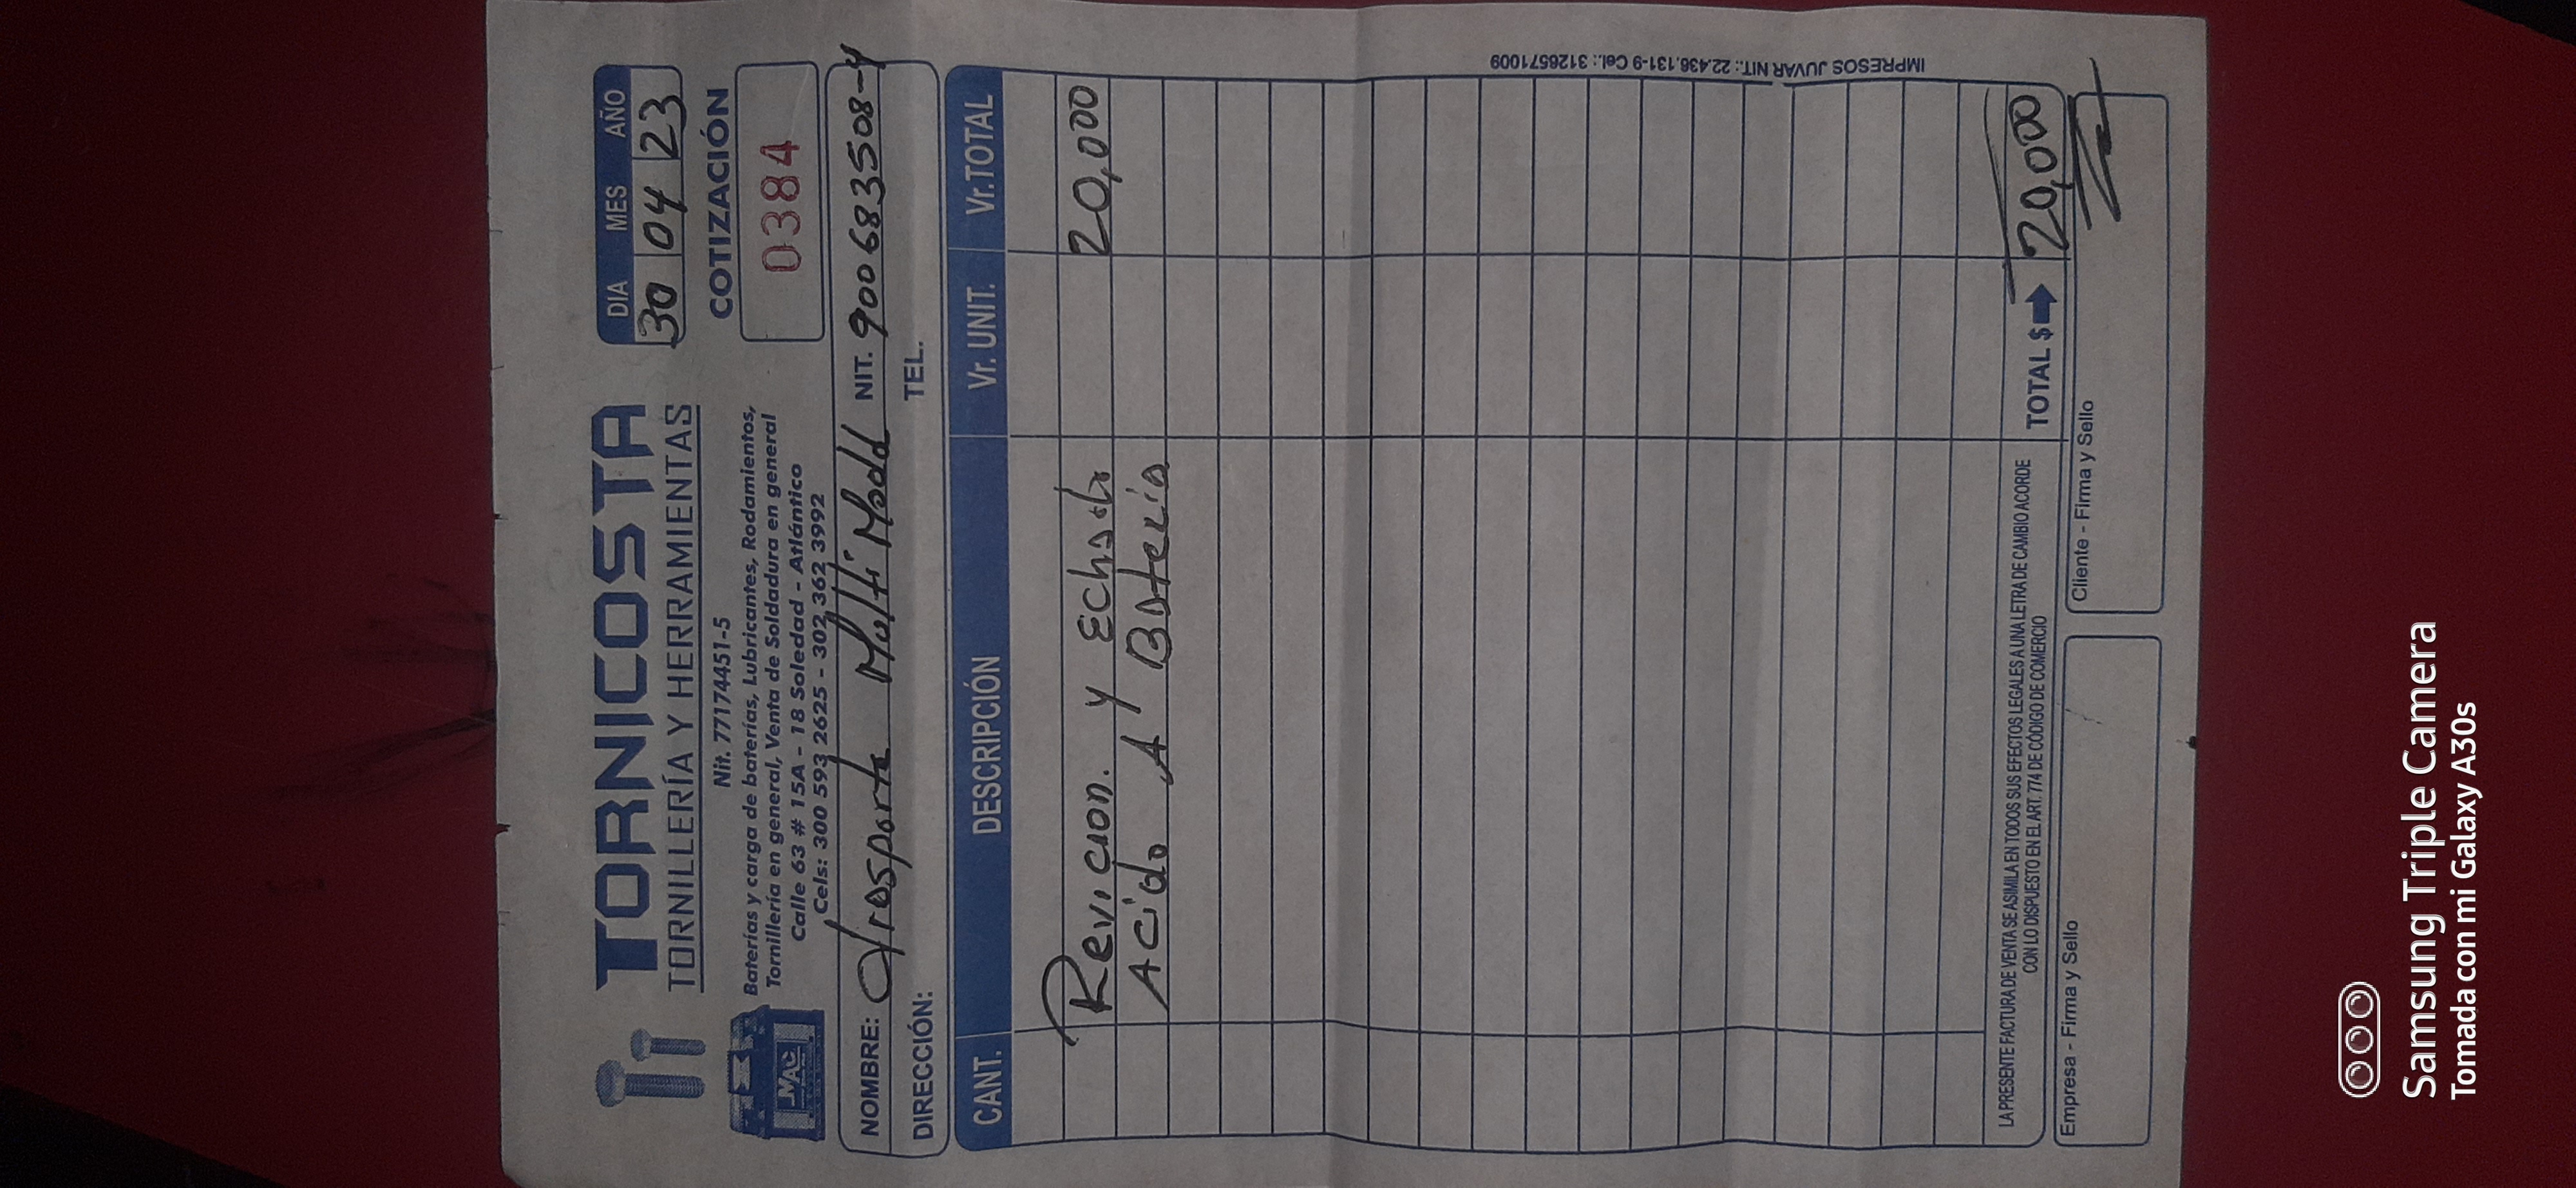 TORNICOSTA
TORNILLERÍA Y HERRAMIENTAS
Nit. 77174451-5
Baterías y carga de baterías, Lubricantes, Rodamientos,
Tornillería en general, Venta de Soldadura en general
Calle 63 # 15A - 18 Soledad - Atlántico
Cels: 300 593 2625 - 302 362 3992
MAC
DIA MES AÑO
30 04 23
COTIZACIÓN
0384
NOMBRE: Trasporte Multi Modal NIT. 900683508-4
DIRECCIÓN: TEL.
CANT. DESCRIPCIÓN Vr. UNIT. Vr. TOTAL
Revicion. y Echada 20,000
Acido A Bateria
LA PRESENTE FACTURA DE VENTA SE ASIMILA EN TODOS SUS EFECTOS LEGALES A UNA LETRA DE CAMBIO ACORDE
CON LO DISPUESTO EN EL ART. 774 DE CÓDIGO DE COMERCIO
TOTAL $ 20,000
Empresa - Firma y Sello
Cliente - Firma y Sello
IMPRESOS JUVAR NIT.: 22.436.131-9 Cel.: 3126571009
Samsung Triple Camera
Tomada con mi Galaxy A30s